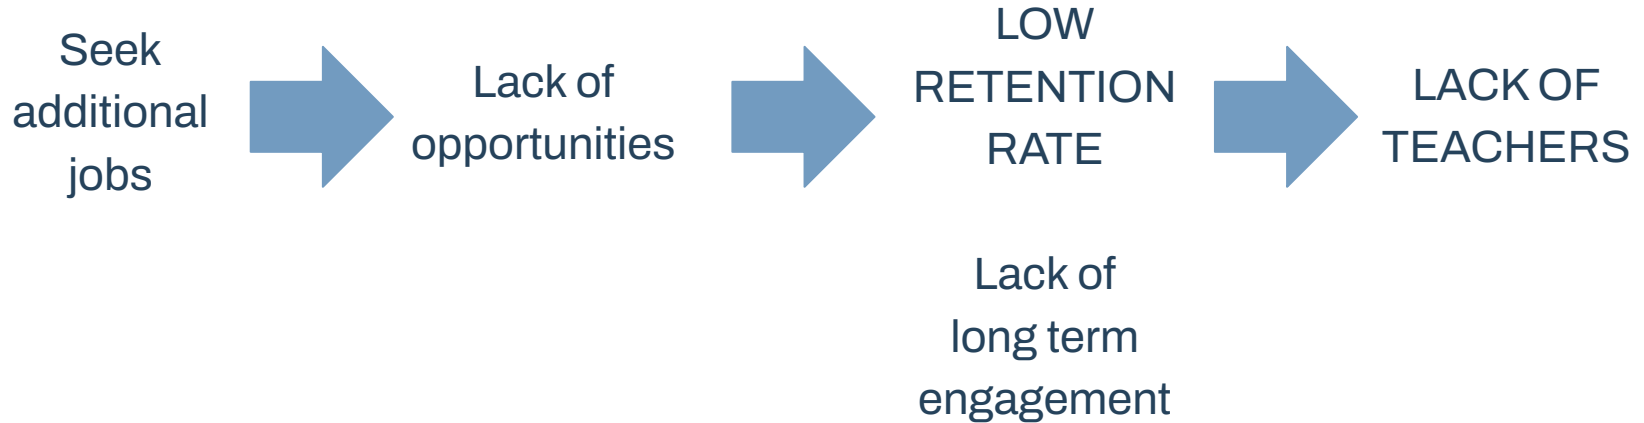 Seek
additional
jobs
Lack of
opportunities
LOW
RETENTION
RATE
LACK OF
TEACHERS
Lack of
long term
engagement